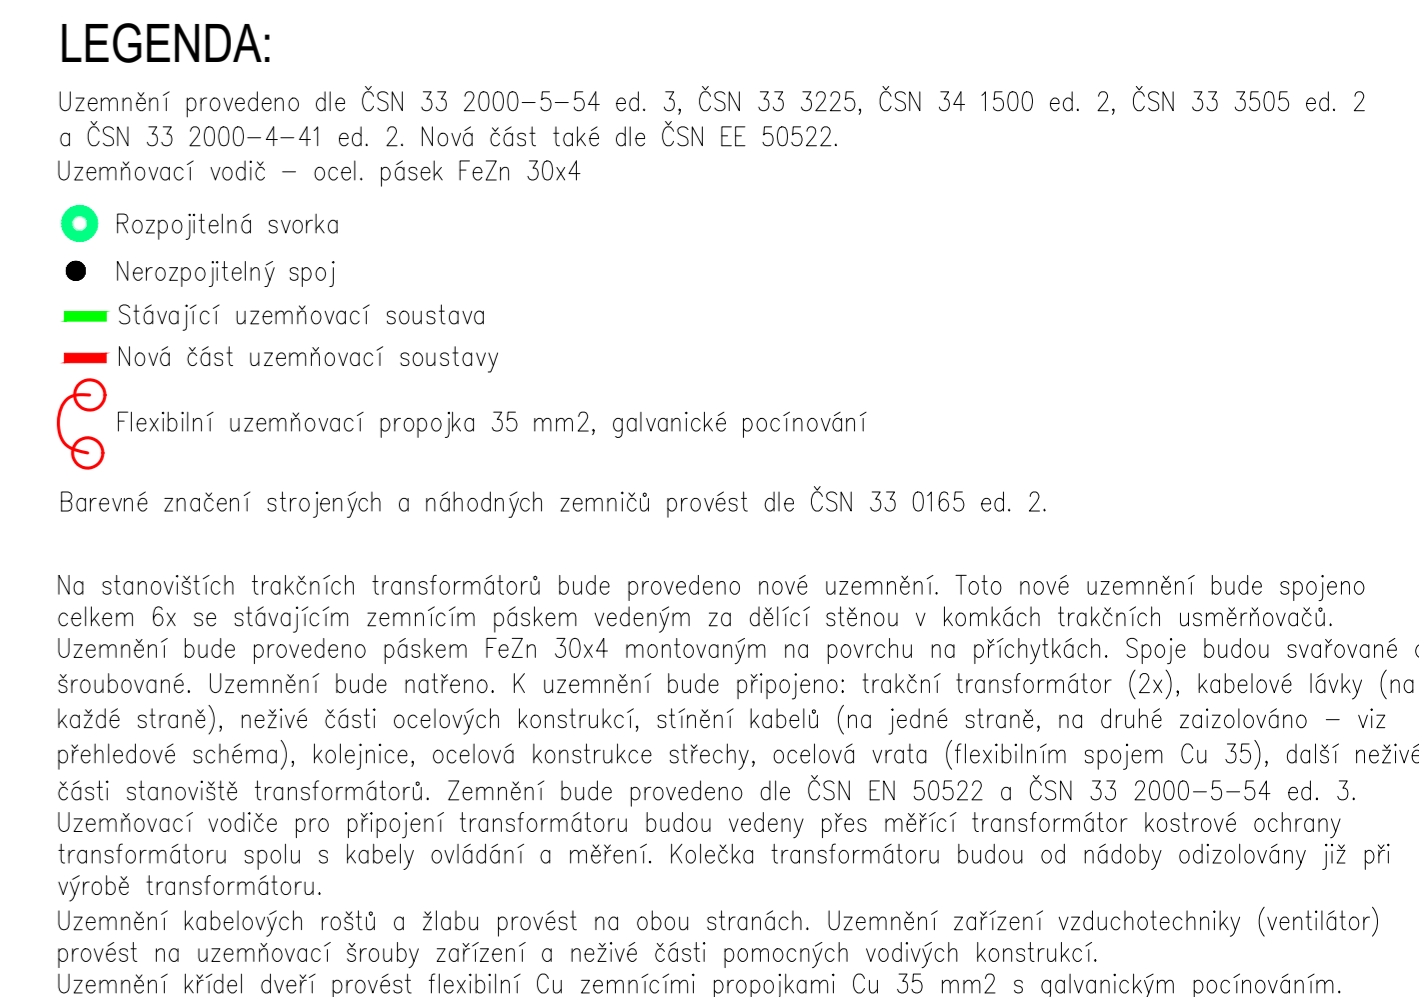 LEGENDA:
Uzemnění provedeno dle ČSN 33 2000-5-54 ed. 3, ČSN 33 3225, ČSN 34 1500 ed. 2, ČSN 33 3505 ed. 2
a ČSN 33 2000-4-41 ed. 2. Nová část také dle ČSN EE 50522.
Uzemňovací vodič - ocel. pásek FeZn 30x4
Rozpojitelná svorka
Nerozpojitelný spoj
Stávající uzemňovací soustava
Nová část uzemňovací soustavy
Flexibilní uzemňovací propojka 35 mm2, galvanické pocínování
Barevné značení strojených a náhodných zemničů provést dle ČSN 33 0165 ed. 2.
Na stanovištích trakčních transformátorů bude provedeno nové uzemnění. Toto nové uzemnění bude spojeno
celkem 6x se stávajícím zemnícím páskem vedeným za dělící stěnou v komkách trakčních usměrňovačů.
Uzemnění bude provedeno páskem FeZn 30x4 montovaným na povrchu na příchytkách. Spoje budou svařované
šroubované. Uzemnění bude natřeno. K uzemnění bude připojeno: trakční transformátor (2x), kabelové lávky (na
každé straně), neživé části ocelových konstrukcí, stínění kabelů (na jedné straně, na druhé zaizolováno - viz
přehledové schéma), kolejnice, ocelová konstrukce střechy, ocelová vrata (flexibilním spojem Cu 35), další neživé
části stanoviště transformátorů. Zemnění bude provedeno dle ČSN EN 50522 a ČSN 33 2000-5-54 ed. 3.
Uzemňovací vodiče pro připojení transformátoru budou vedeny přes měřící transformátor kostrové ochrany
transformátoru spolu s kabely ovládání a měření. Kolečka transformátoru budou od nádoby odizolovány již při
výrobě transformátoru.
Uzemnění kabelových roštů a žlabu provést na obou stranách. Uzemnění zařízení vzduchotechniky (ventilátor)
provést na uzemňovací šrouby zařízení a neživé části pomocných vodivých konstrukcí.
Uzemnění křídel dveří provést flexibilní Cu zemnícími propojkami Cu 35 mm2 s galvanickým pocínováním.